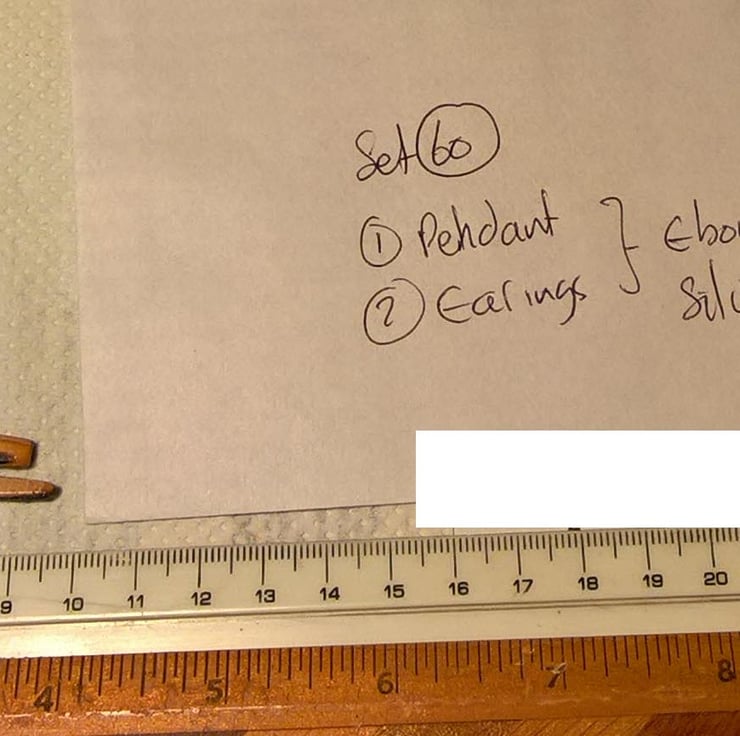 Set 60
① Pendant }
② Earings
9 10 11 12 13 14 15 16 17 18 19 20
4 5 6 7 8